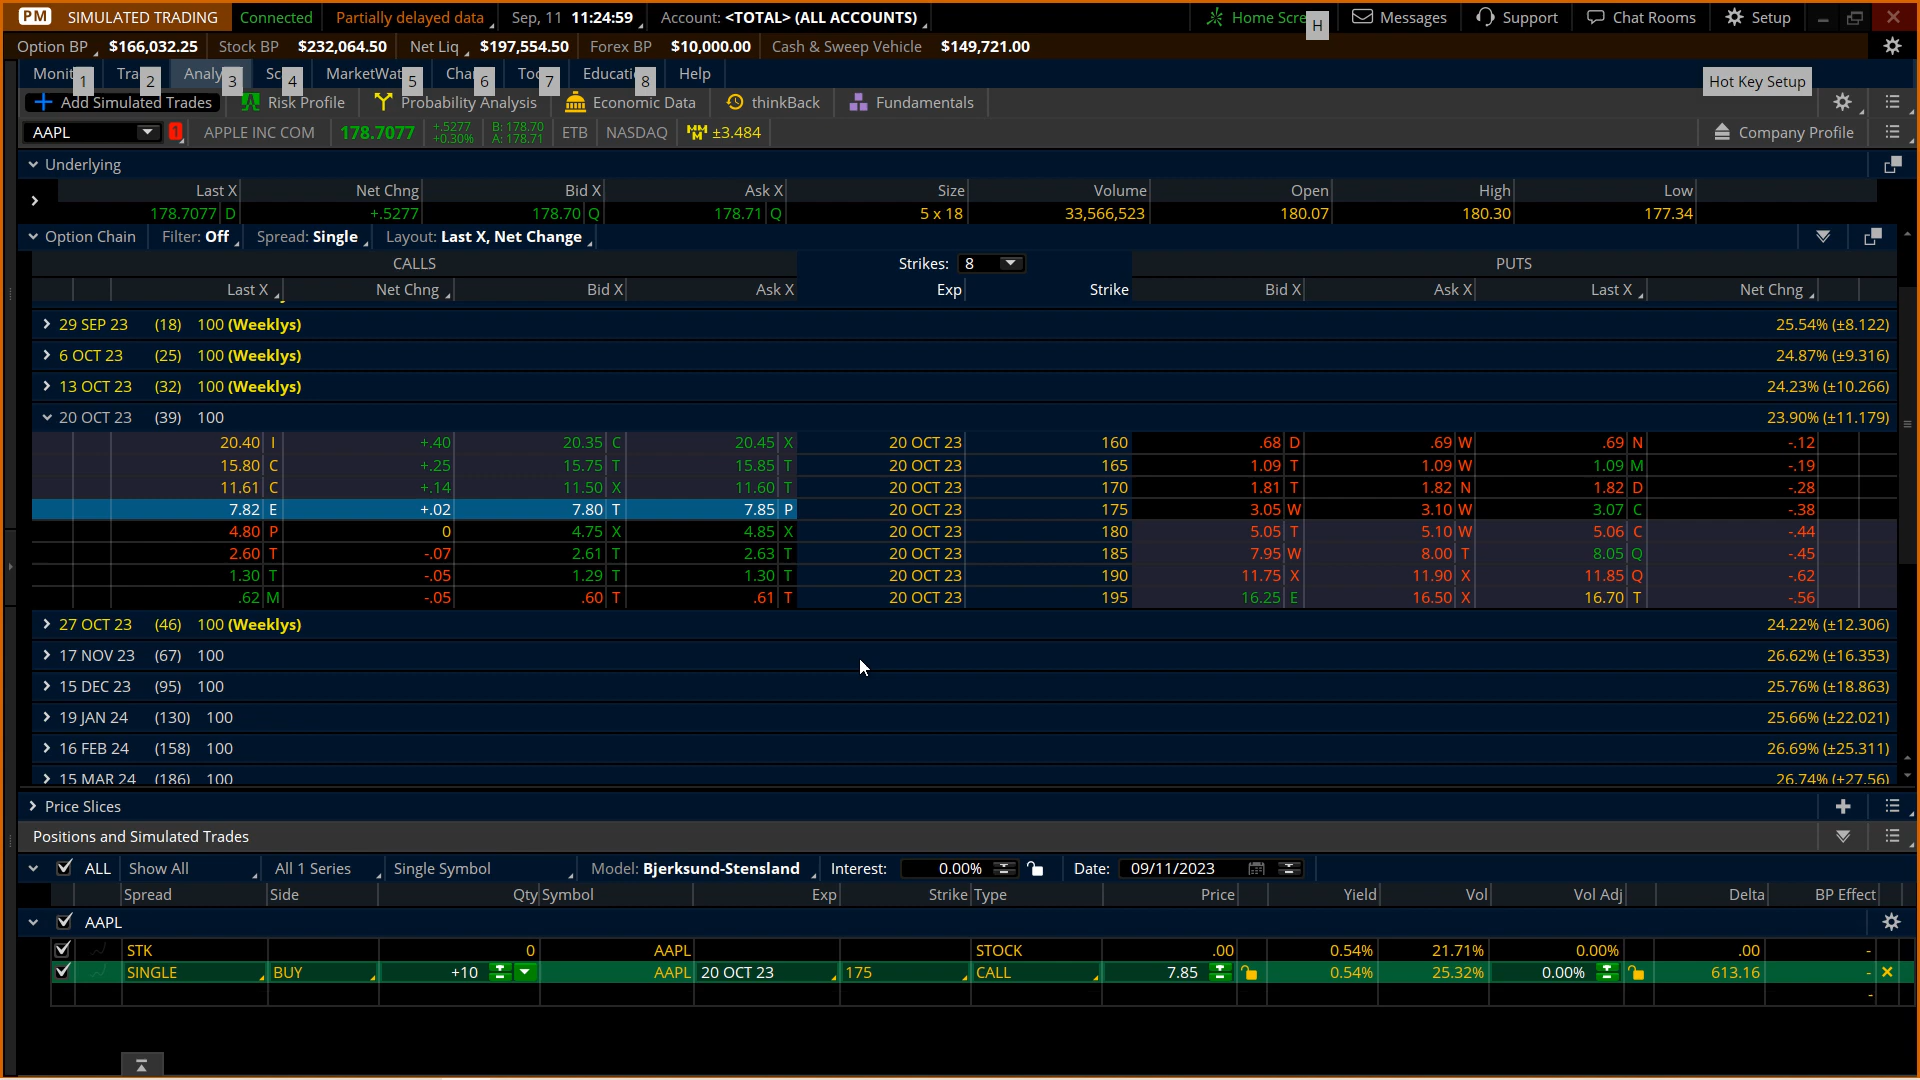 PM SIMULATED TRADING Connected Partially delayed data Sep, 11 11:24:59 Account: <TOTAL> (ALL ACCOUNTS) Home Scre H Messages Support Chat Rooms Setup
Option BP $166,032.25 Stock BP $232,064.50 Net Liq $197,554.50 Forex BP $10,000.00 Cash & Sweep Vehicle $149,721.00
Monit 1 Tra 2 Analy 3 Sc 4 MarketWat 5 Cha 6 Too 7 Educati 8 Help Hot Key Setup
Add Simulated Trades Risk Profile Probability Analysis Economic Data thinkBack Fundamentals
AAPL 1 APPLE INC COM 178.7077 +.5277 +0.30% B: 178.70 A: 178.71 ETB NASDAQ ±3.484 Company Profile
Underlying
Last X Net Chng Bid X Ask X Size Volume Open High Low
178.7077 D +.5277 178.70 Q 178.71 Q 5 x 18 33,566,523 180.07 180.30 177.34
Option Chain Filter: Off Spread: Single Layout: Last X, Net Change
CALLS Strikes: 8 PUTS
Last X Net Chng Bid X Ask X Exp Strike Bid X Ask X Last X Net Chng
29 SEP 23 (18) 100 (Weeklys) 25.54% (±8.122)
6 OCT 23 (25) 100 (Weeklys) 24.87% (±9.316)
13 OCT 23 (32) 100 (Weeklys) 24.23% (±10.266)
20 OCT 23 (39) 100 23.90% (±11.179)
20.40 I +.40 20.35 C 20.45 X 20 OCT 23 160 .68 D .69 W .69 N -.12
15.80 C +.25 15.75 T 15.85 T 20 OCT 23 165 1.09 T 1.09 W 1.09 M -.19
11.61 C +.14 11.50 X 11.60 T 20 OCT 23 170 1.81 T 1.82 N 1.82 D -.28
7.82 E +.02 7.80 T 7.85 P 20 OCT 23 175 3.05 W 3.10 W 3.07 C -.38
4.80 P 0 4.75 X 4.85 X 20 OCT 23 180 5.05 T 5.10 W 5.06 C -.44
2.60 T -.07 2.61 T 2.63 T 20 OCT 23 185 7.95 W 8.00 T 8.05 Q -.45
1.30 T -.05 1.29 T 1.30 T 20 OCT 23 190 11.75 X 11.90 X 11.85 Q -.62
.62 M -.05 .60 T .61 T 20 OCT 23 195 16.25 E 16.50 X 16.70 T -.56
27 OCT 23 (46) 100 (Weeklys) 24.22% (±12.306)
17 NOV 23 (67) 100 26.62% (±16.353)
15 DEC 23 (95) 100 25.76% (±18.863)
19 JAN 24 (130) 100 25.66% (±22.021)
16 FEB 24 (158) 100 26.69% (±25.311)
15 MAR 24 (186) 100 26.74% (±27.56)
Price Slices
Positions and Simulated Trades
ALL Show All All 1 Series Single Symbol Model: Bjerksund-Stensland Interest: 0.00% Date: 09/11/2023
Spread Side Qty Symbol Exp Strike Type Price Yield Vol Vol Adj Delta BP Effect
AAPL
STK 0 AAPL STOCK .00 0.54% 21.71% 0.00% .00 -
SINGLE BUY +10 AAPL 20 OCT 23 175 CALL 7.85 0.54% 25.32% 0.00% 613.16 -
-